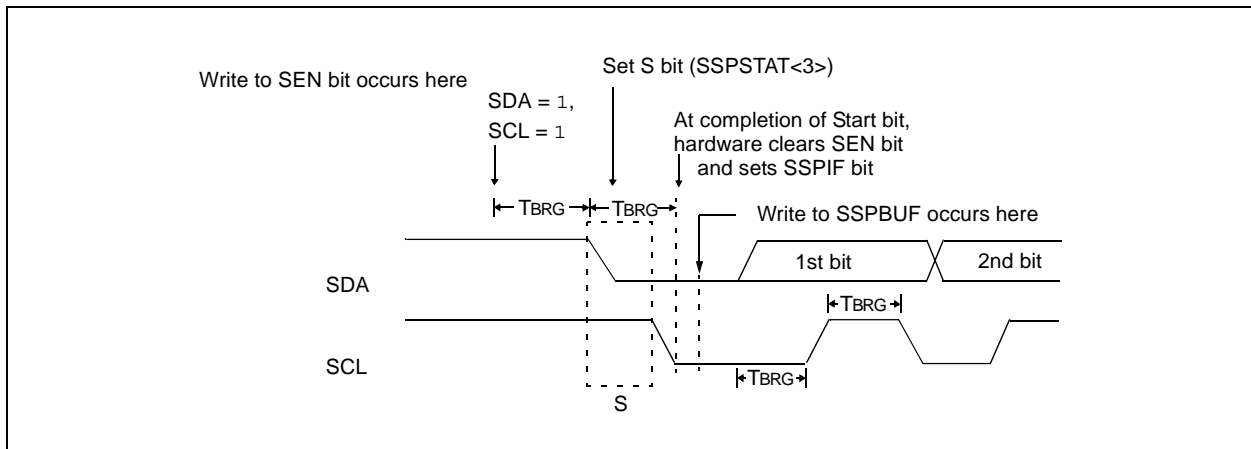 Write to SEN bit occurs here
Set S bit (SSPSTAT<3>)
SDA = 1,
SCL = 1
At completion of Start bit,
hardware clears SEN bit
and sets SSPIF bit
TBRG
TBRG
Write to SSPBUF occurs here
SDA
1st bit
2nd bit
TBRG
SCL
TBRG
S